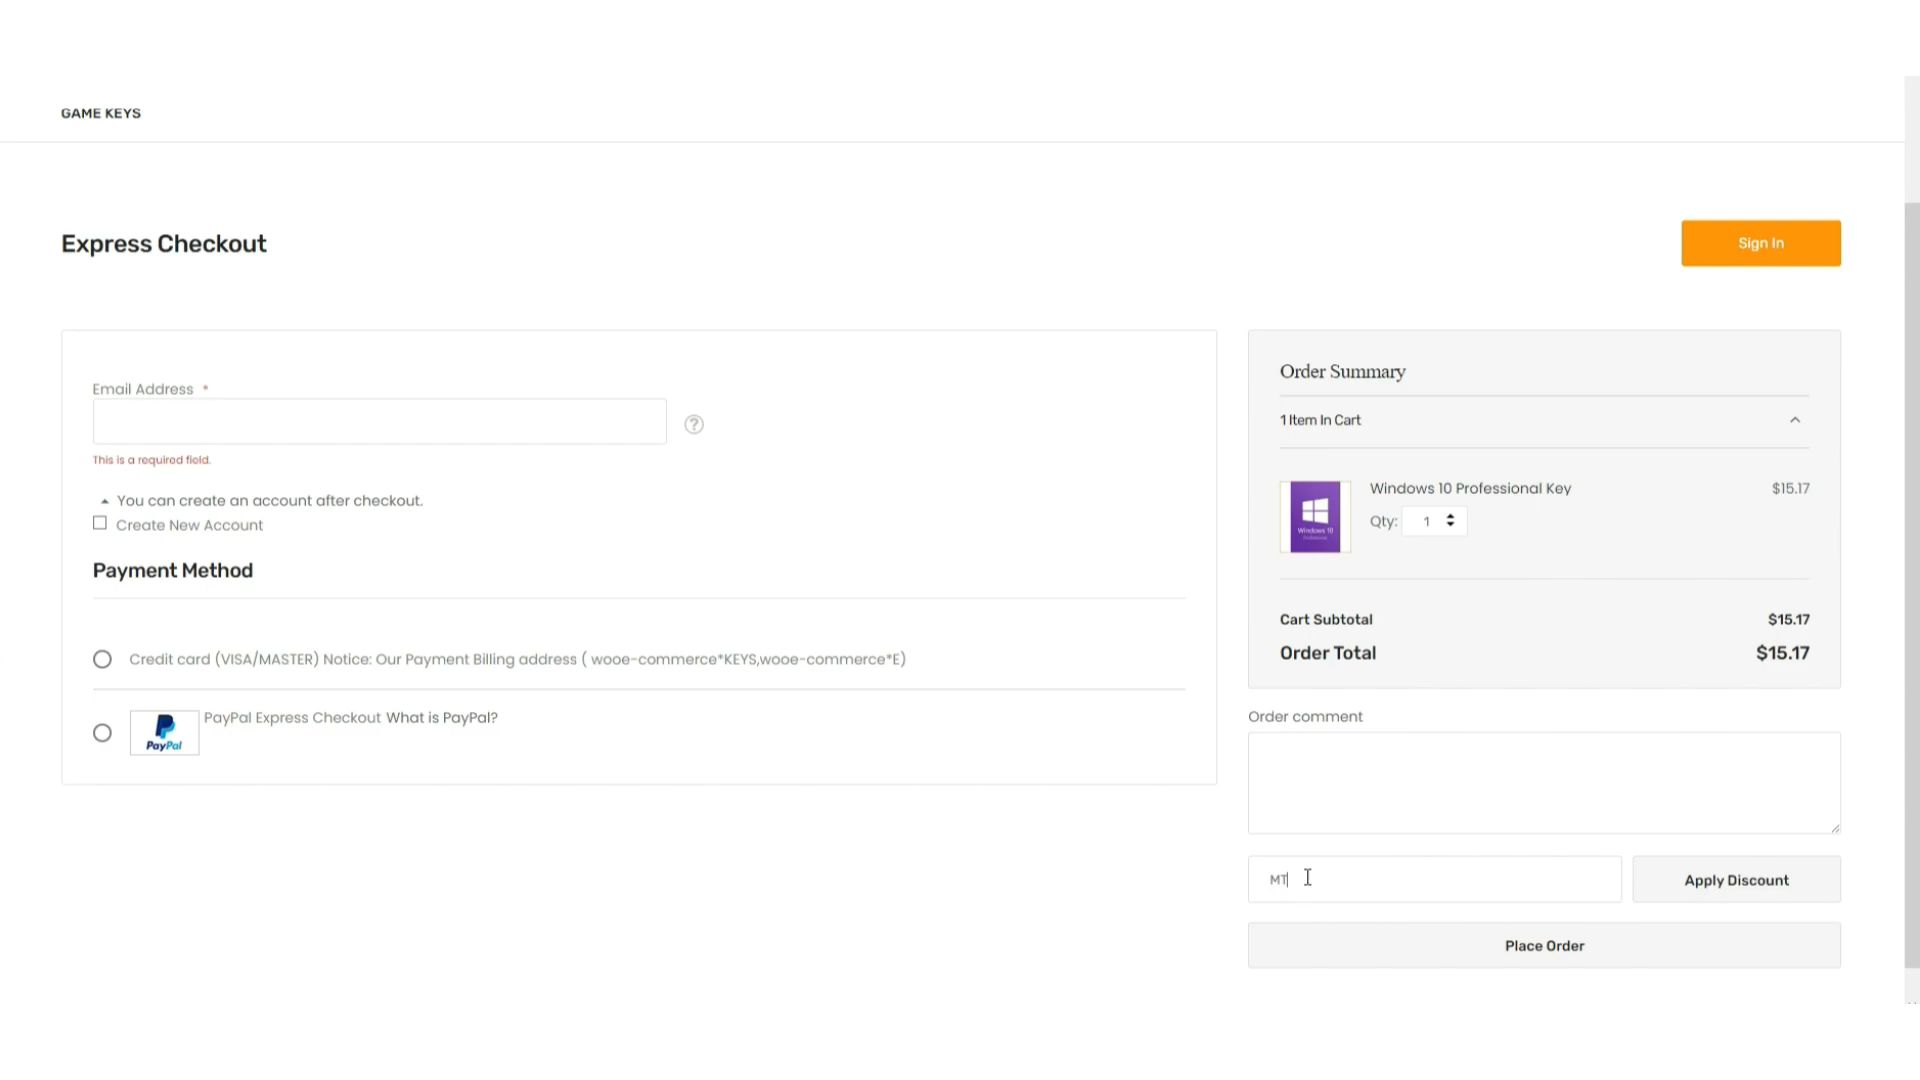 GAME KEYS
Express Checkout
Sign In
Email Address *
?
This is a required field.
You can create an account after checkout.
Create New Account
Payment Method
Credit card (VISA/MASTER) Notice: Our Payment Billing address ( wooe-commerce*KEYS,wooe-commerce*E)
PayPal
PayPal Express Checkout What is PayPal?
Order Summary
1 Item In Cart
Windows 10
Professional
Windows 10 Professional Key $15.17
Qty: 1
Cart Subtotal $15.17
Order Total $15.17
Order comment
MT
Apply Discount
Place Order